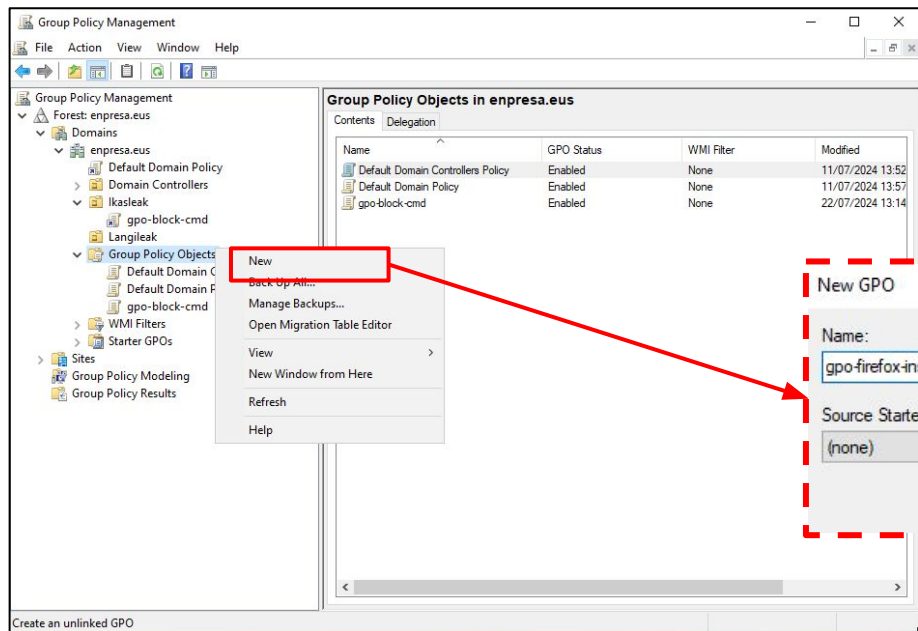 Group Policy Management
File Action View Window Help
Group Policy Management
Forest: enpresa.eus
Domains
enpresa.eus
Default Domain Policy
Domain Controllers
Ikasleak
gpo-block-cmd
Langileak
Group Policy Objects
Default Domain C
Default Domain P
gpo-block-cmd
WMI Filters
Starter GPOs
Sites
Group Policy Modeling
Group Policy Results
New
Back Up All...
Manage Backups...
Open Migration Table Editor
View
New Window from Here
Refresh
Help
Group Policy Objects in enpresa.eus
Contents Delegation
Name GPO Status WMI Filter Modified
Default Domain Controllers Policy Enabled None 11/07/2024 13:52
Default Domain Policy Enabled None 11/07/2024 13:57
gpo-block-cmd Enabled None 22/07/2024 13:14
New GPO
Name:
gpo-firefox-ins
Source Starte
(none)
Create an unlinked GPO